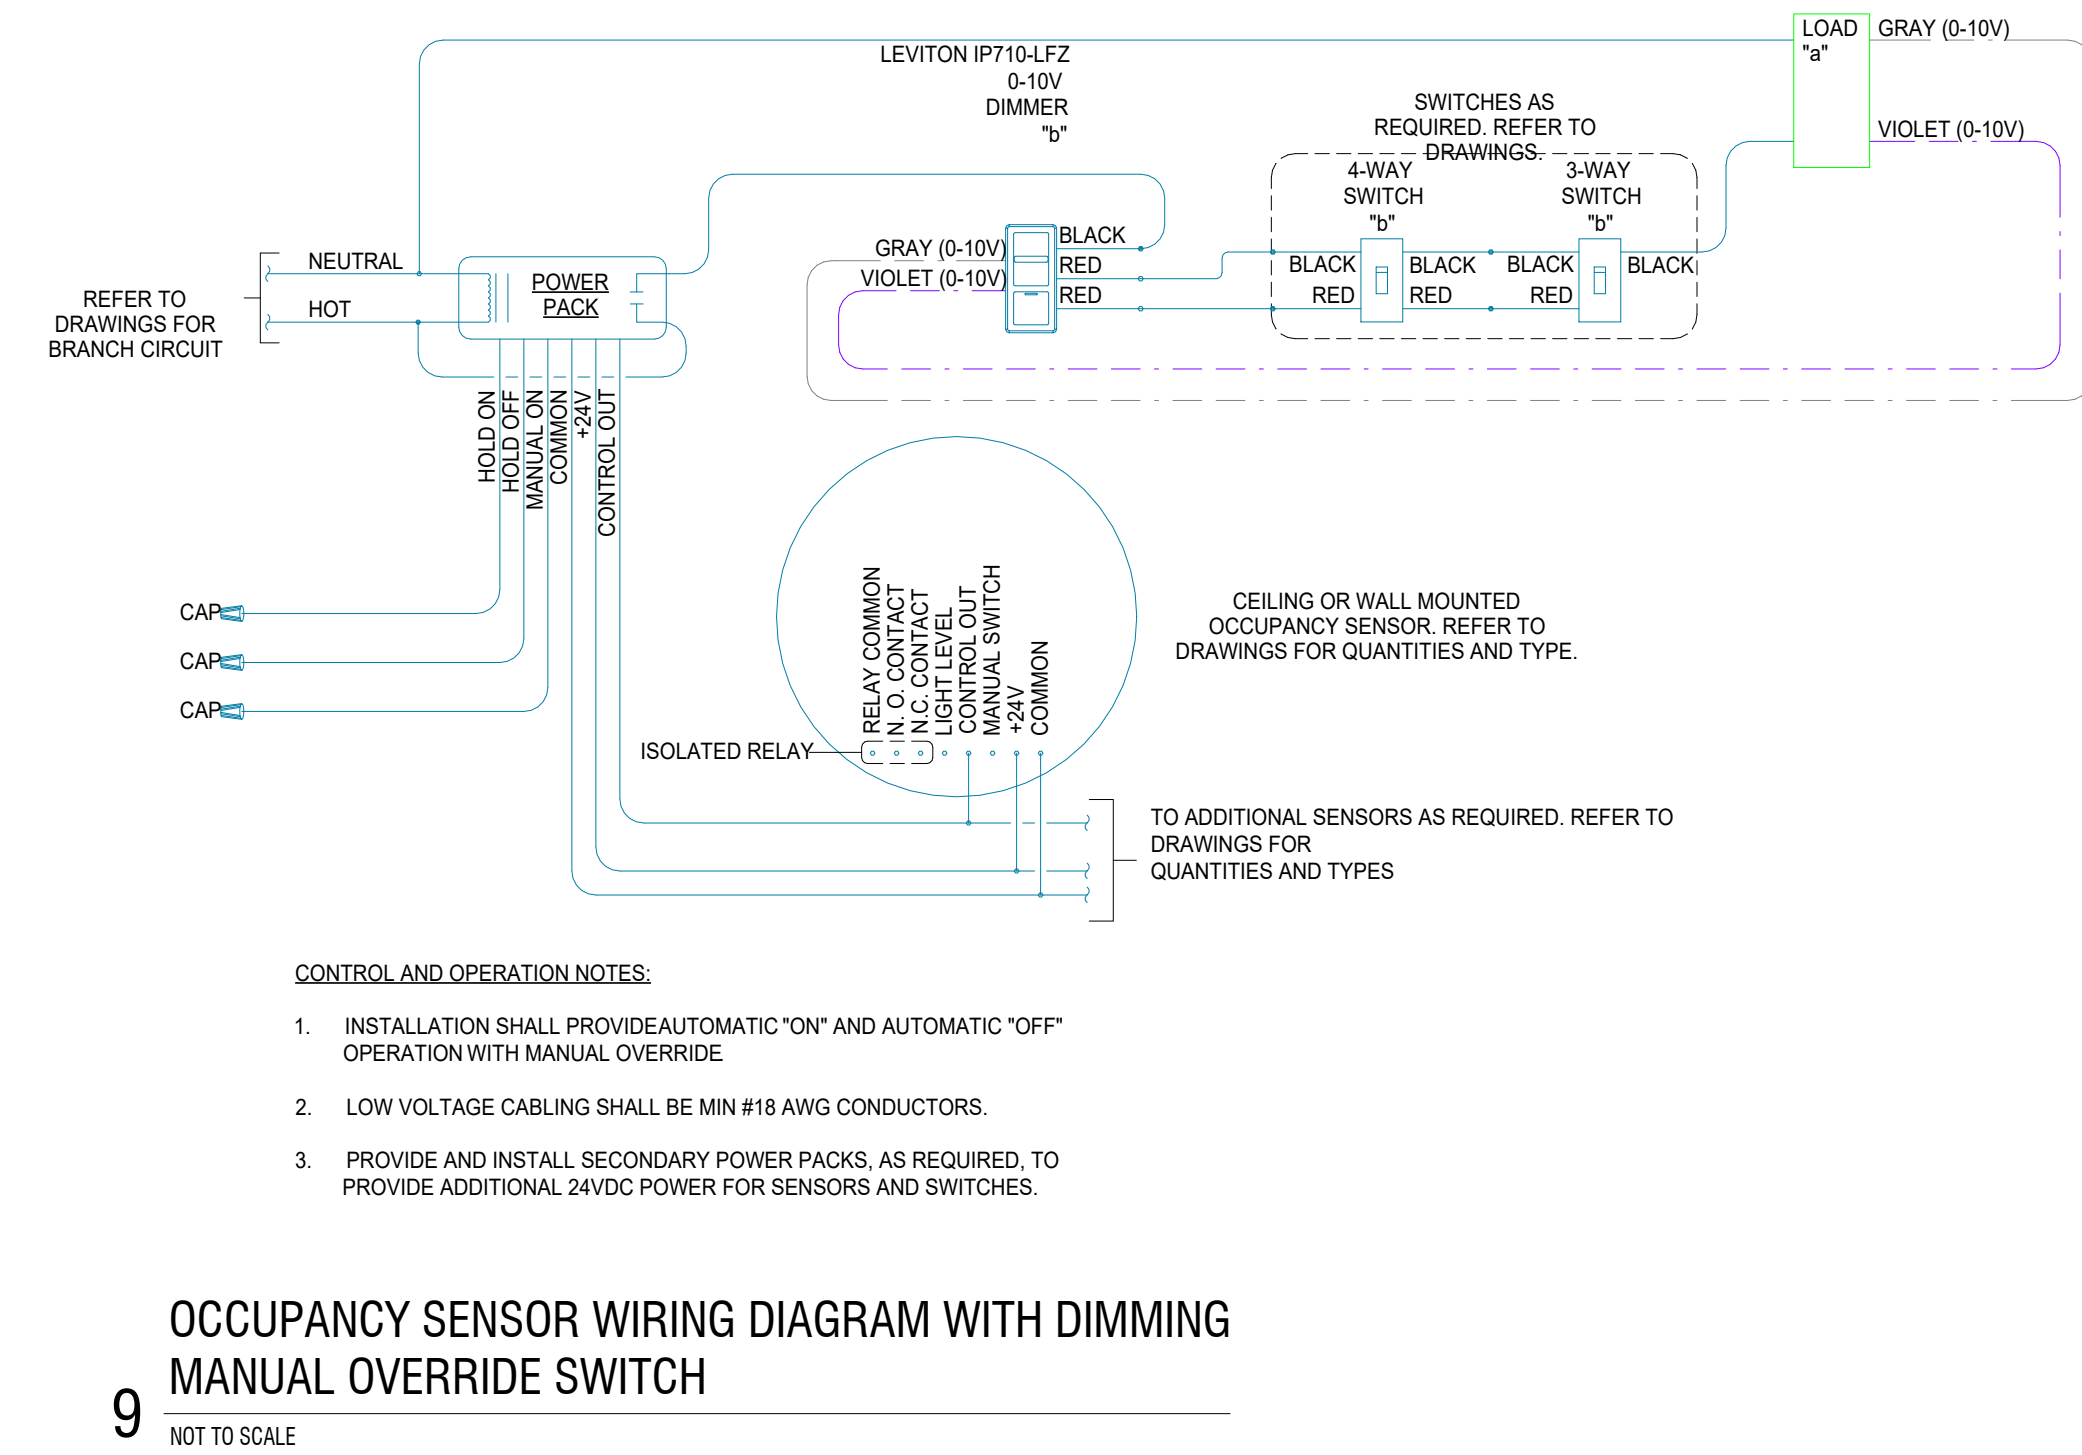 LOAD
"a"
GRAY (0-10V)
VIOLET (0-10V)
LEVITON IP710-LFZ
0-10V
DIMMER
"b"
SWITCHES AS
REQUIRED. REFER TO
DRAWINGS.
4-WAY
SWITCH
"b"
3-WAY
SWITCH
"b"
GRAY (0-10V)
VIOLET (0-10V)
BLACK
RED
RED
BLACK
RED
BLACK
RED
BLACK
RED
BLACK
REFER TO
DRAWINGS FOR
BRANCH CIRCUIT
NEUTRAL
HOT
POWER
PACK
HOLD ON
HOLD OFF
MANUAL ON
COMMON
+24V
CONTROL OUT
CAP
CAP
CAP
RELAY COMMON
N. O. CONTACT
N.C. CONTACT
LIGHT LEVEL
CONTROL OUT
MANUAL SWITCH
+24V
COMMON
ISOLATED RELAY
CEILING OR WALL MOUNTED
OCCUPANCY SENSOR. REFER TO
DRAWINGS FOR QUANTITIES AND TYPE.
TO ADDITIONAL SENSORS AS REQUIRED. REFER TO
DRAWINGS FOR
QUANTITIES AND TYPES
CONTROL AND OPERATION NOTES:
1. INSTALLATION SHALL PROVIDEAUTOMATIC "ON" AND AUTOMATIC "OFF"
OPERATION WITH MANUAL OVERRIDE
2. LOW VOLTAGE CABLING SHALL BE MIN #18 AWG CONDUCTORS.
3. PROVIDE AND INSTALL SECONDARY POWER PACKS, AS REQUIRED, TO
PROVIDE ADDITIONAL 24VDC POWER FOR SENSORS AND SWITCHES.
OCCUPANCY SENSOR WIRING DIAGRAM WITH DIMMING
MANUAL OVERRIDE SWITCH
9
NOT TO SCALE